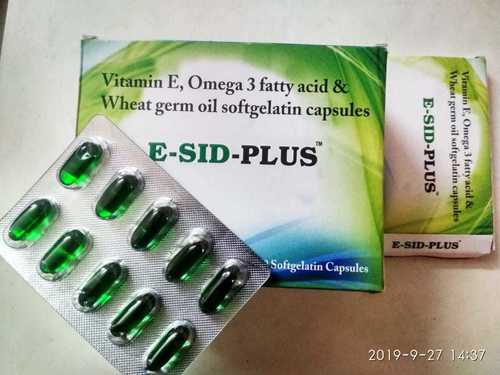 Vitamin E, Omega 3 fatty acid &
Wheat germ oil softgelatin capsules
E-SID-PLUS™
Softgelatin Capsules
Vitamin E, Omega 3 fatty acid &
Wheat germ oil softgelatin capsules
E-SID-PLUS™
E-SID-PLUS™
2019-9-27 14:37